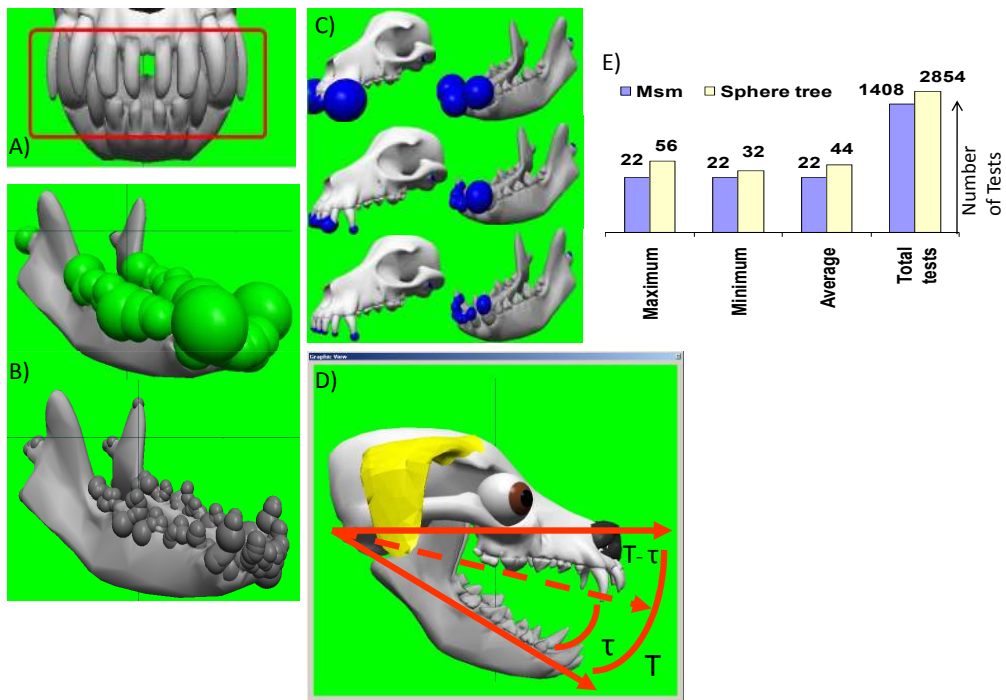 A)
C)
E)
Msm
Sphere tree
22 56
22 32
22 44
1408 2854
Number
of Tests
Maximum
Minimum
Average
Total
tests
B)
Graphic View
D)
T- τ
τ
T